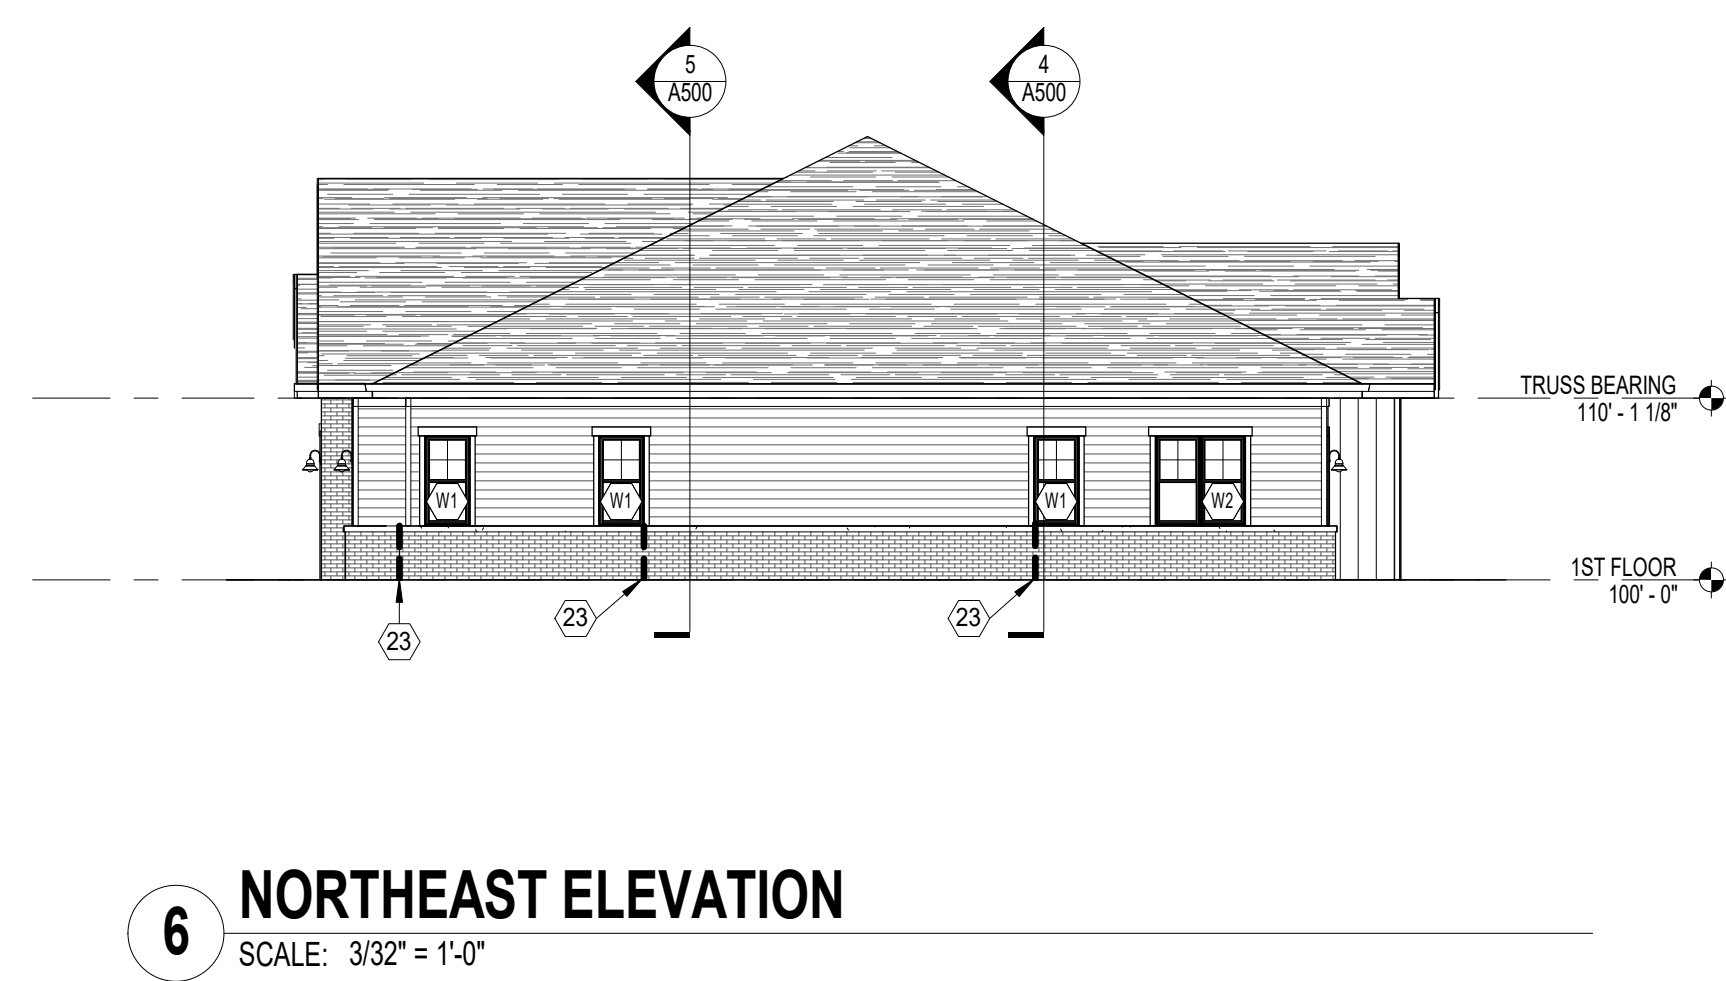 5
A500
4
A500
TRUSS BEARING
110' - 1 1/8"
W1
W1
W1
W2
1ST FLOOR
100' - 0"
23
23
23
6
NORTHEAST ELEVATION
SCALE: 3/32" = 1'-0"